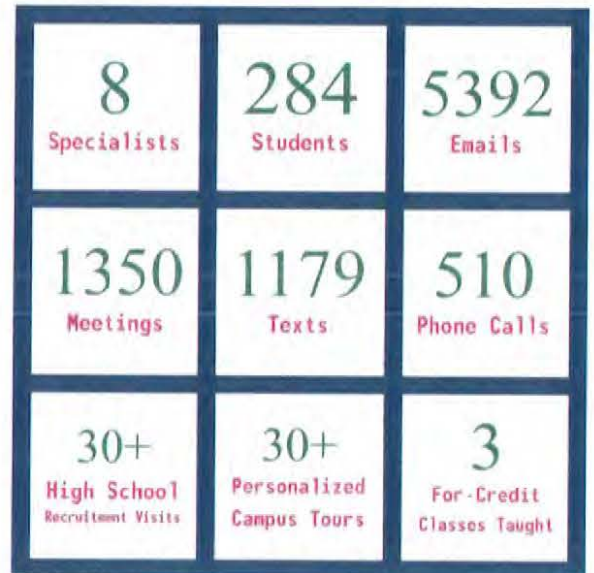 8
Specialists
284
Students
5392
Emails
1350
Meetings
1179
Texts
510
Phone Calls
30+
High School
Recruitment Visits
30+
Personalized
Campus Tours
3
For-Credit
Classes Taught